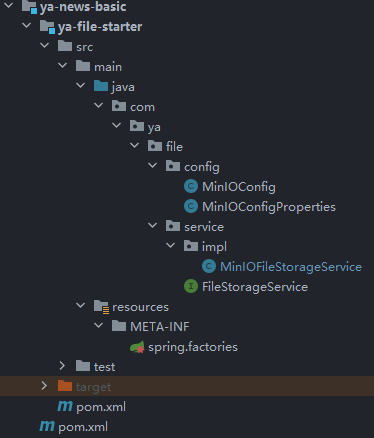 ya-news-basic
ya-file-starter
src
main
java
com
ya
file
config
MinIOConfig
MinIOConfigProperties
service
impl
MinIOFileStorageService
FileStorageService
resources
META-INF
spring.factories
test
target
pom.xml
pom.xml